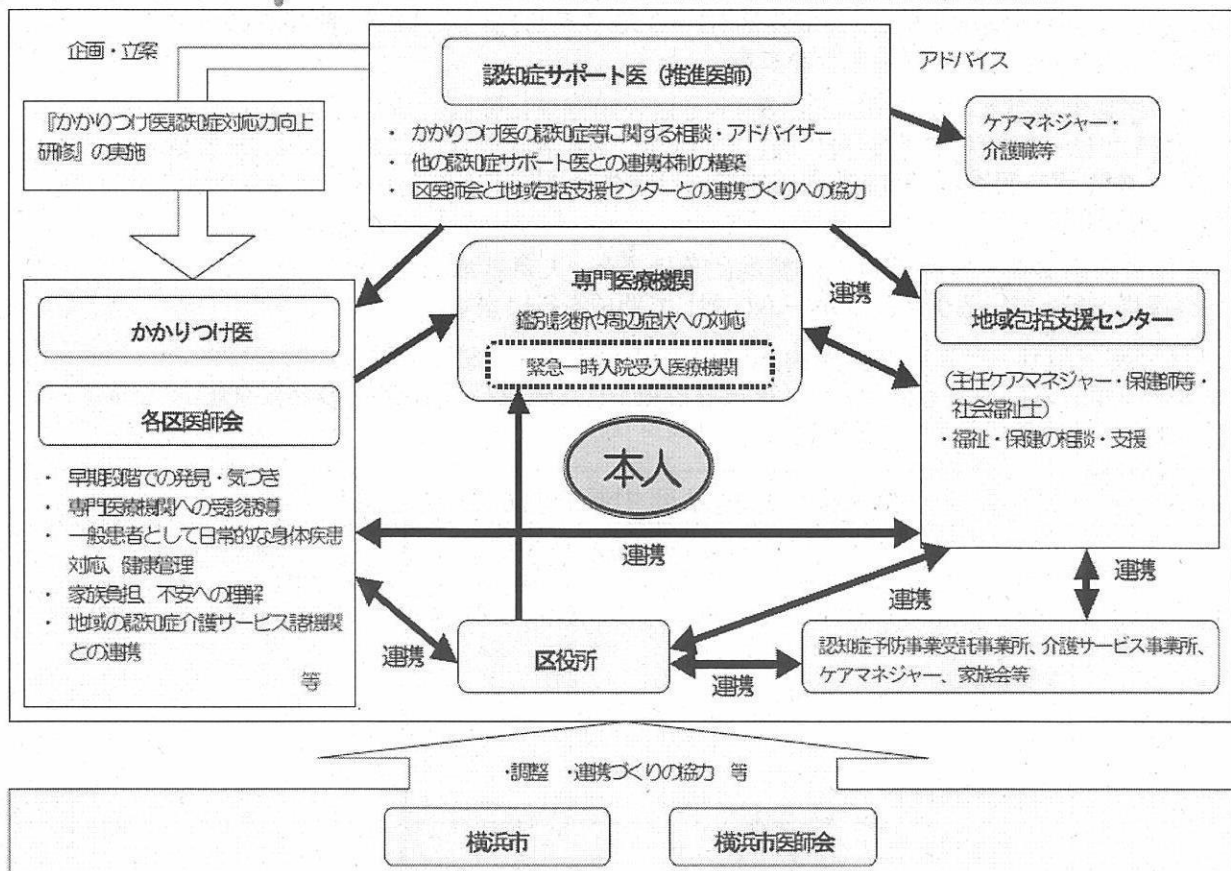 企画・立案
『かかりつけ医認知症対応力向上
研修』の実施
認知症サポート医（推進医師）
・ かかりつけ医の認知症等に関する相談・アドバイザー
・ 他の認知症サポート医との連携体制の構築
・ 区医師会と地域包括支援センターとの連携づくりへの協力
アドバイス
ケアマネジャー・
介護職等
専門医療機関
鑑別診断や周辺症状への対応
緊急一時入院受入医療機関
連携
かかりつけ医
各区医師会
・ 早期段階での発見・気づき
・ 専門医療機関への受診誘導
・ 一般患者として日常的な身体疾患
対応、健康管理
・ 家族負担、不安への理解
・ 地域の認知症介護サービス諸機関
との連携
等
地域包括支援センター
（主任ケアマネジャー・保健師等・
社会福祉士）
・福祉・保健の相談・支援
本人
連携
連携
連携
連携
区役所
連携
認知症予防事業受託事業所、介護サービス事業所、
ケアマネジャー、家族会等
・調整 ・連携づくりの協力 等
横浜市
横浜市医師会